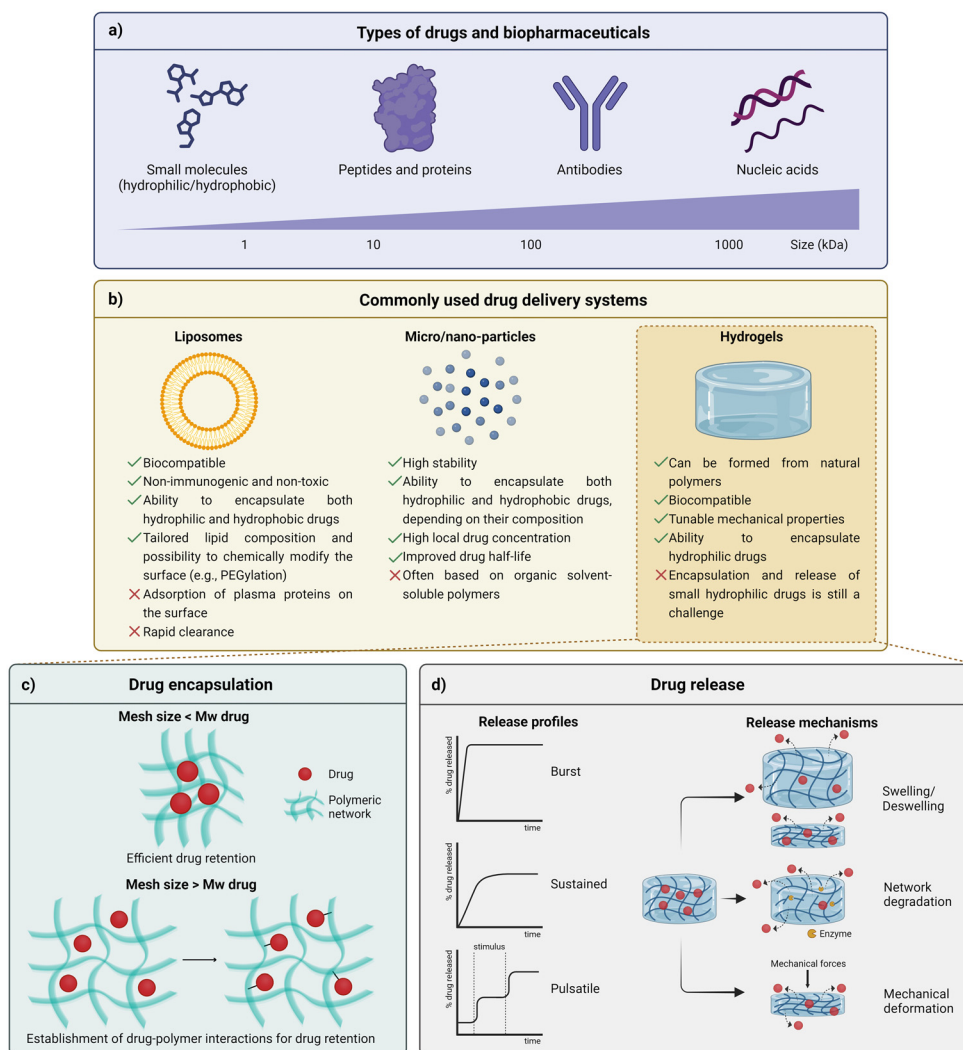 a)
Types of drugs and biopharmaceuticals
Small molecules
(hydrophilic/hydrophobic)
Peptides and proteins
Antibodies
Nucleic acids
1
10
100
1000
Size (kDa)
b)
Commonly used drug delivery systems
Liposomes
Biocompatible
Non-immunogenic and non-toxic
Ability to encapsulate both
hydrophilic and hydrophobic drugs
Tailored lipid composition and
possibility to chemically modify the
surface (e.g., PEGylation)
Adsorption of plasma proteins on
the surface
Rapid clearance
Micro/nano-particles
High stability
Ability to encapsulate both
hydrophilic and hydrophobic drugs,
depending on their composition
High local drug concentration
Improved drug half-life
Often based on organic solvent-
soluble polymers
Hydrogels
Can be formed from natural
polymers
Biocompatible
Tunable mechanical properties
Ability to encapsulate
hydrophilic drugs
Encapsulation and release of
small hydrophilic drugs is still a
challenge
c)
Drug encapsulation
Mesh size < Mw drug
Drug
Polymeric
network
Efficient drug retention
Mesh size > Mw drug
Establishment of drug-polymer interactions for drug retention
d)
Drug release
Release profiles
% drug released
time
Burst
% drug released
time
Sustained
% drug released
stimulus
time
Pulsatile
Release mechanisms
Swelling/
Deswelling
Network
degradation
Enzyme
Mechanical forces
Mechanical
deformation